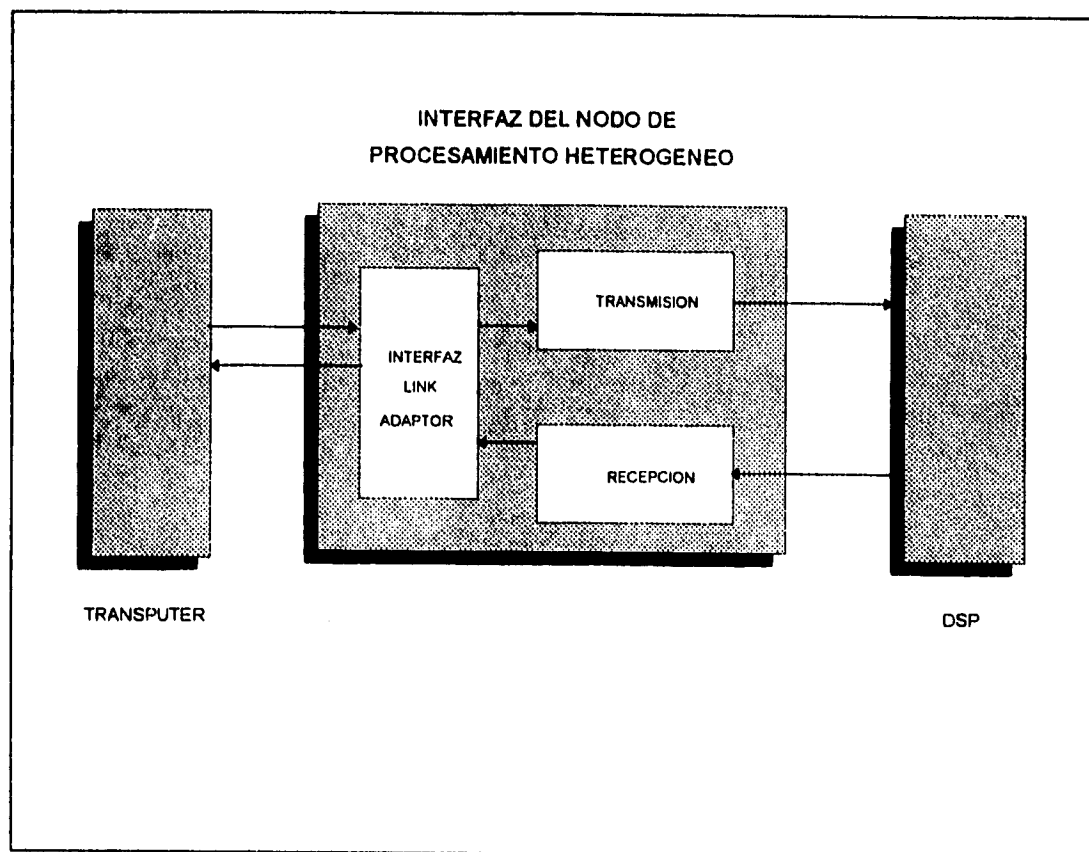 INTERFAZ DEL NODO DE
PROCESAMIENTO HETEROGENEO
TRANSMISION
INTERFAZ
LINK
ADAPTOR
RECEPCION
TRANSPUTER
DSP